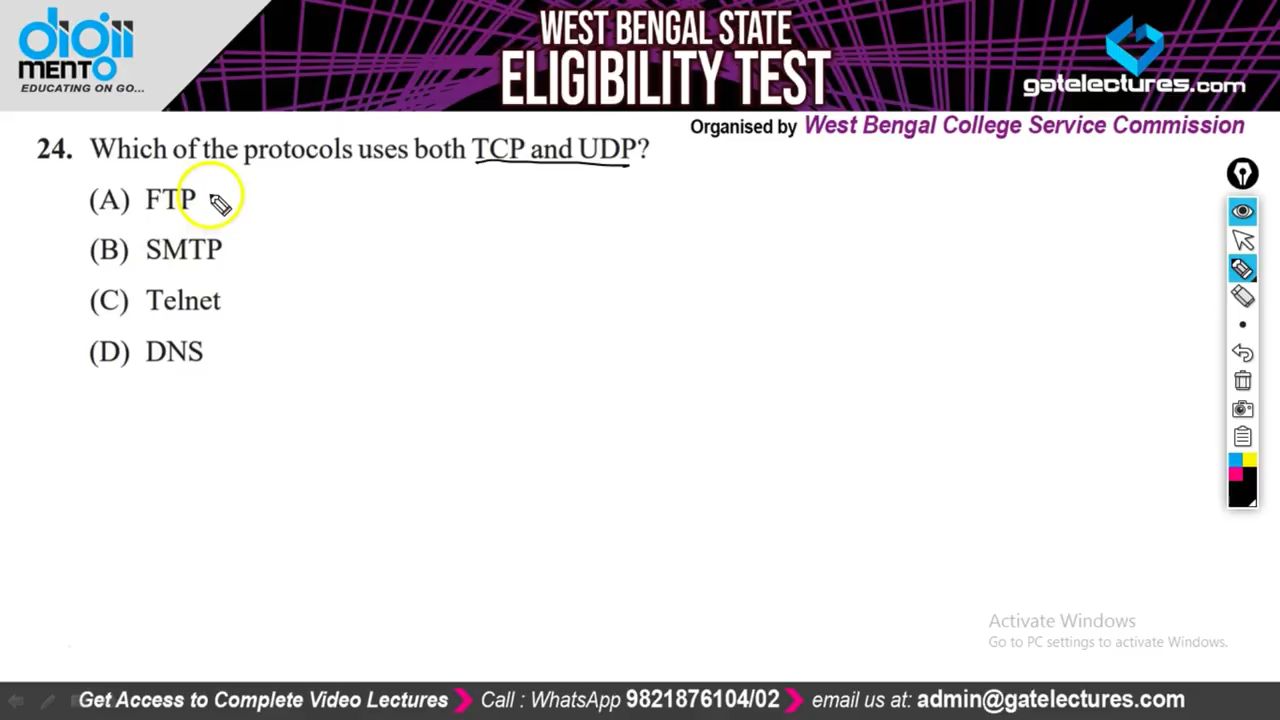 digii
mento
EDUCATING ON GO...
WEST BENGAL STATE
ELIGIBILITY TEST
gatelectures.com
Organised by West Bengal College Service Commission
24. Which of the protocols uses both TCP and UDP?
(A) FTP
(B) SMTP
(C) Telnet
(D) DNS
Activate Windows
Go to PC settings to activate Windows.
Get Access to Complete Video Lectures Call : WhatsApp 9821876104/02 email us at: admin@gatelectures.com